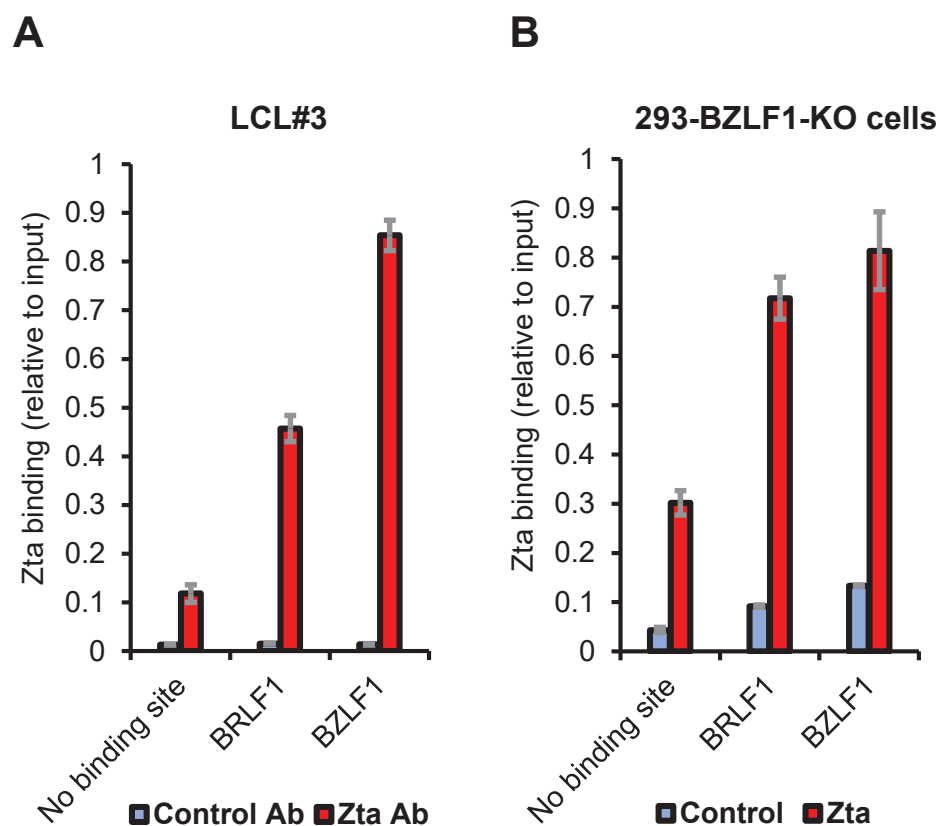 A
LCL#3
Zta binding (relative to input)
1
0.9
0.8
0.7
0.6
0.5
0.4
0.3
0.2
0.1
0
No binding site
BRLF1
BZLF1
Control Ab Zta Ab
B
293-BZLF1-KO cells
Zta binding (relative to input)
1
0.9
0.8
0.7
0.6
0.5
0.4
0.3
0.2
0.1
0
No binding site
BRLF1
BZLF1
Control Zta